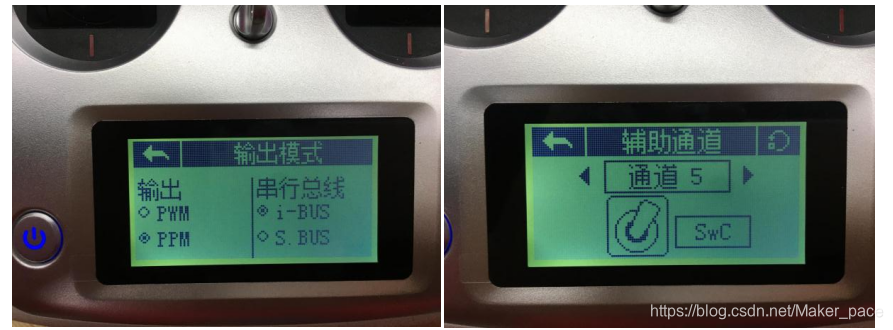 输出模式
输出
串行总线
PWM
i-BUS
PPM
S.BUS
辅助通道
通道 5
SwC
https://blog.csdn.net/Maker_pace